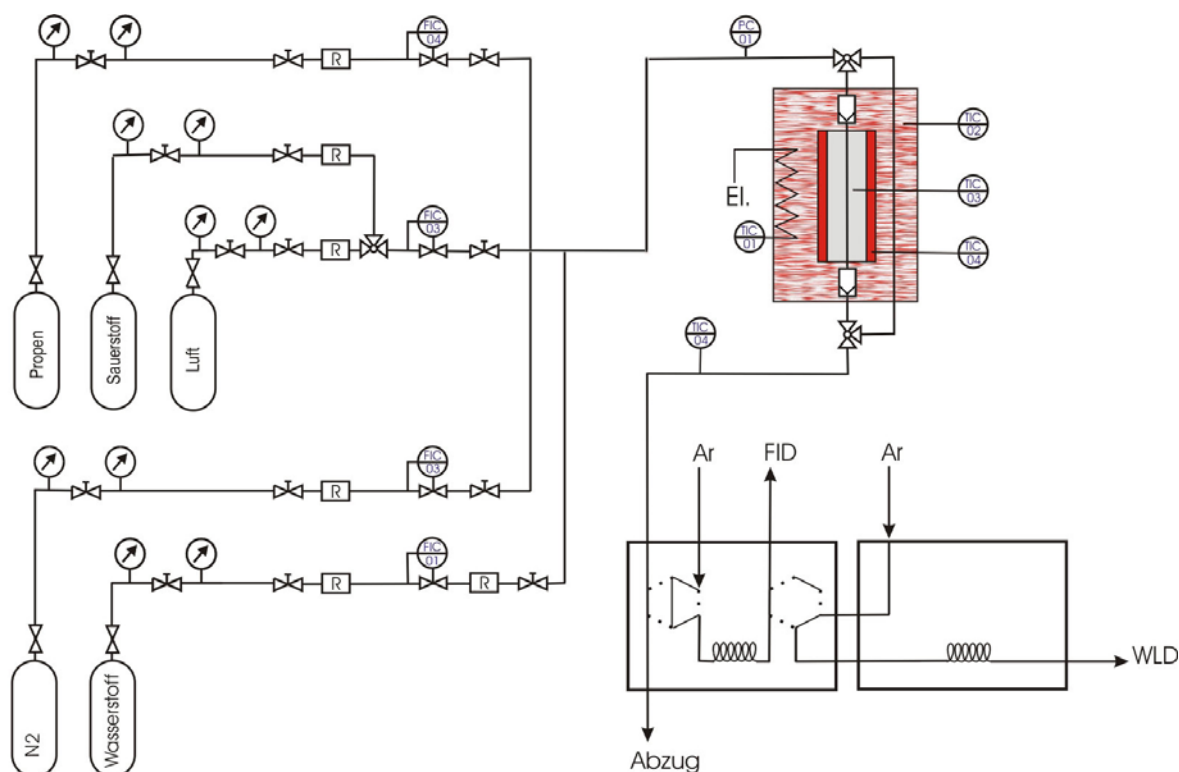 FIC
04
R
PC
01
TIC
02
R
El.
TIC
03
FIC
03
R
TIC
01
TIC
04
Propen
Sauerstoff
Luft
TIC
04
Ar
FID
Ar
FIC
03
R
FIC
01
R
R
N2
Wasserstoff
WLD
Abzug